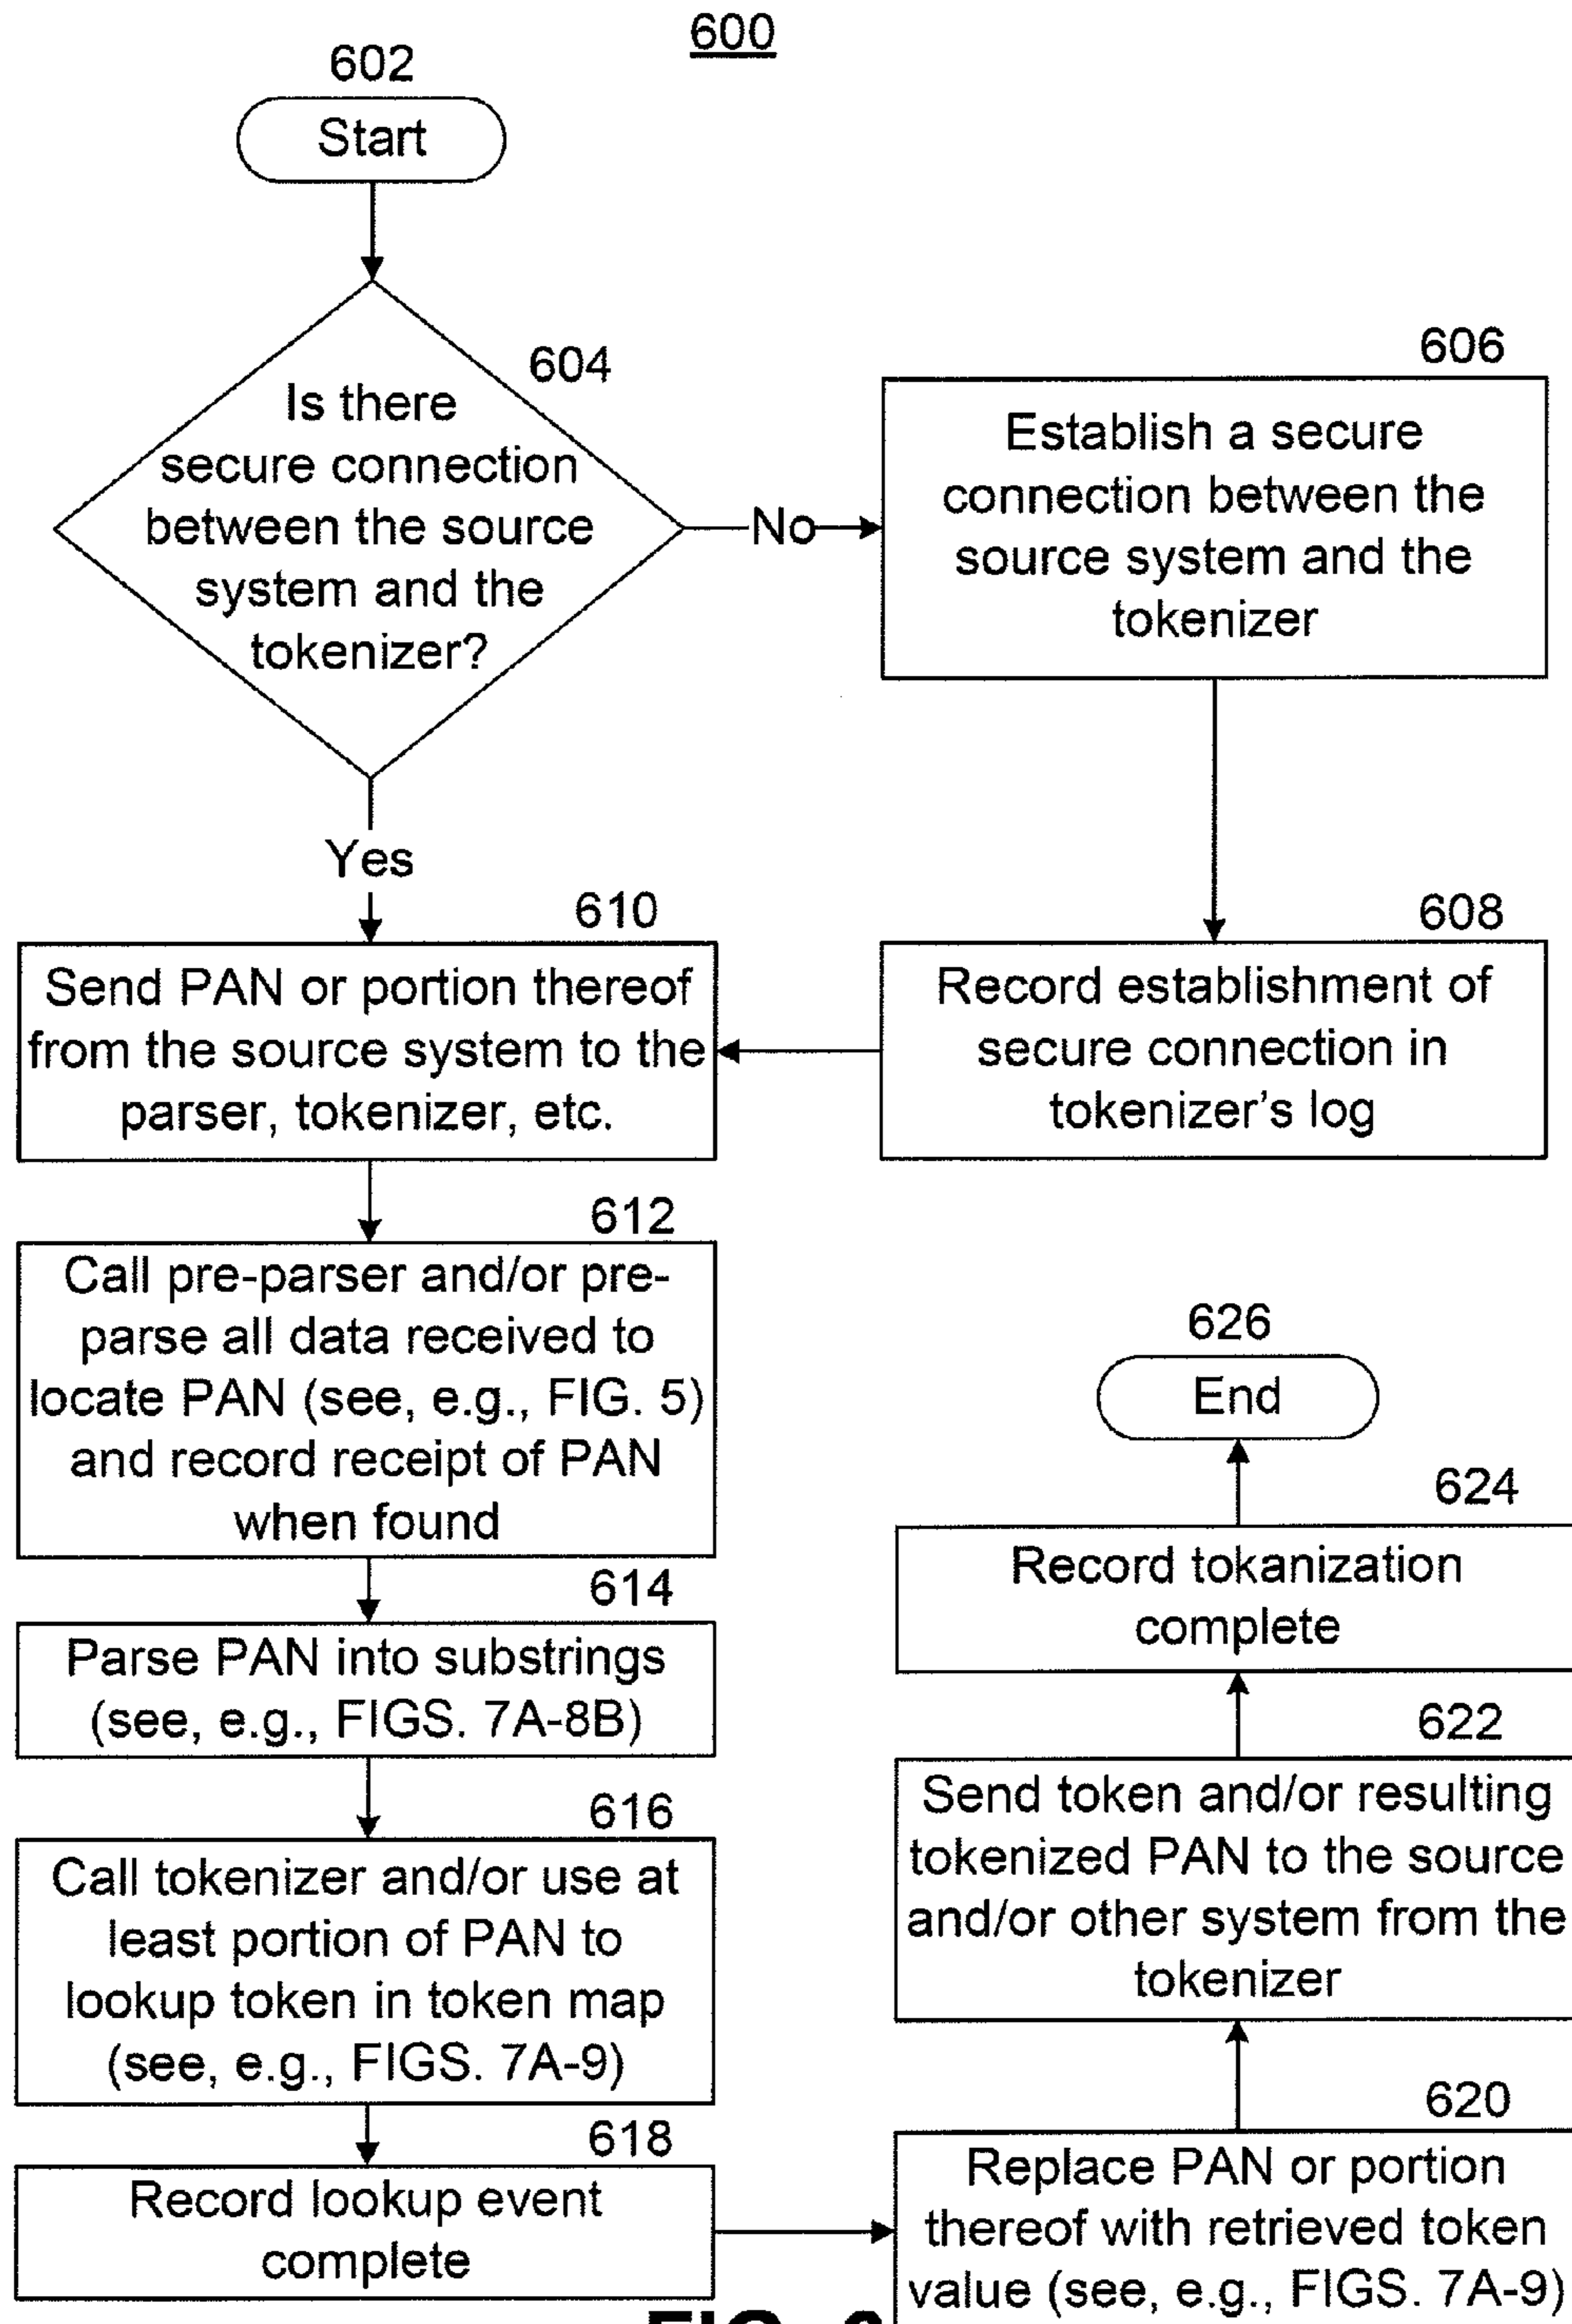 600
602
Start
604
Is there
secure connection
between the source
system and the
tokenizer?
No
606
Establish a secure
connection between the
source system and the
tokenizer
Yes
608
Record establishment of
secure connection in
tokenizer's log
610
Send PAN or portion thereof
from the source system to the
parser, tokenizer, etc.
612
Call pre-parser and/or pre-
parse all data received to
locate PAN (see, e.g., FIG. 5)
and record receipt of PAN
when found
614
Parse PAN into substrings
(see, e.g., FIGS. 7A-8B)
616
Call tokenizer and/or use at
least portion of PAN to
lookup token in token map
(see, e.g., FIGS. 7A-9)
618
Record lookup event
complete
620
Replace PAN or portion
thereof with retrieved token
value (see, e.g., FIGS. 7A-9)
622
Send token and/or resulting
tokenized PAN to the source
and/or other system from the
tokenizer
624
Record tokanization
complete
626
End
FIG. 6